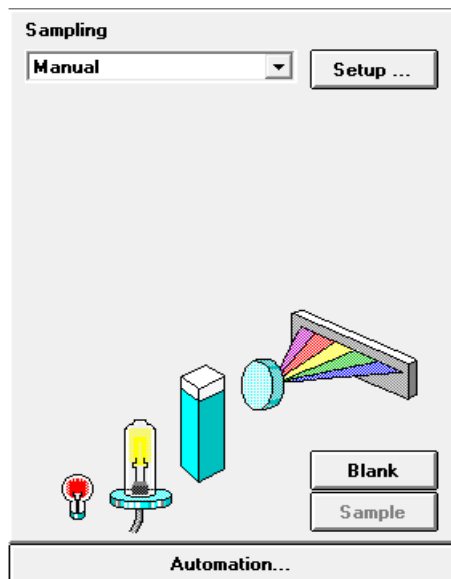 Sampling
Manual
Setup ...
Blank
Sample
Automation...